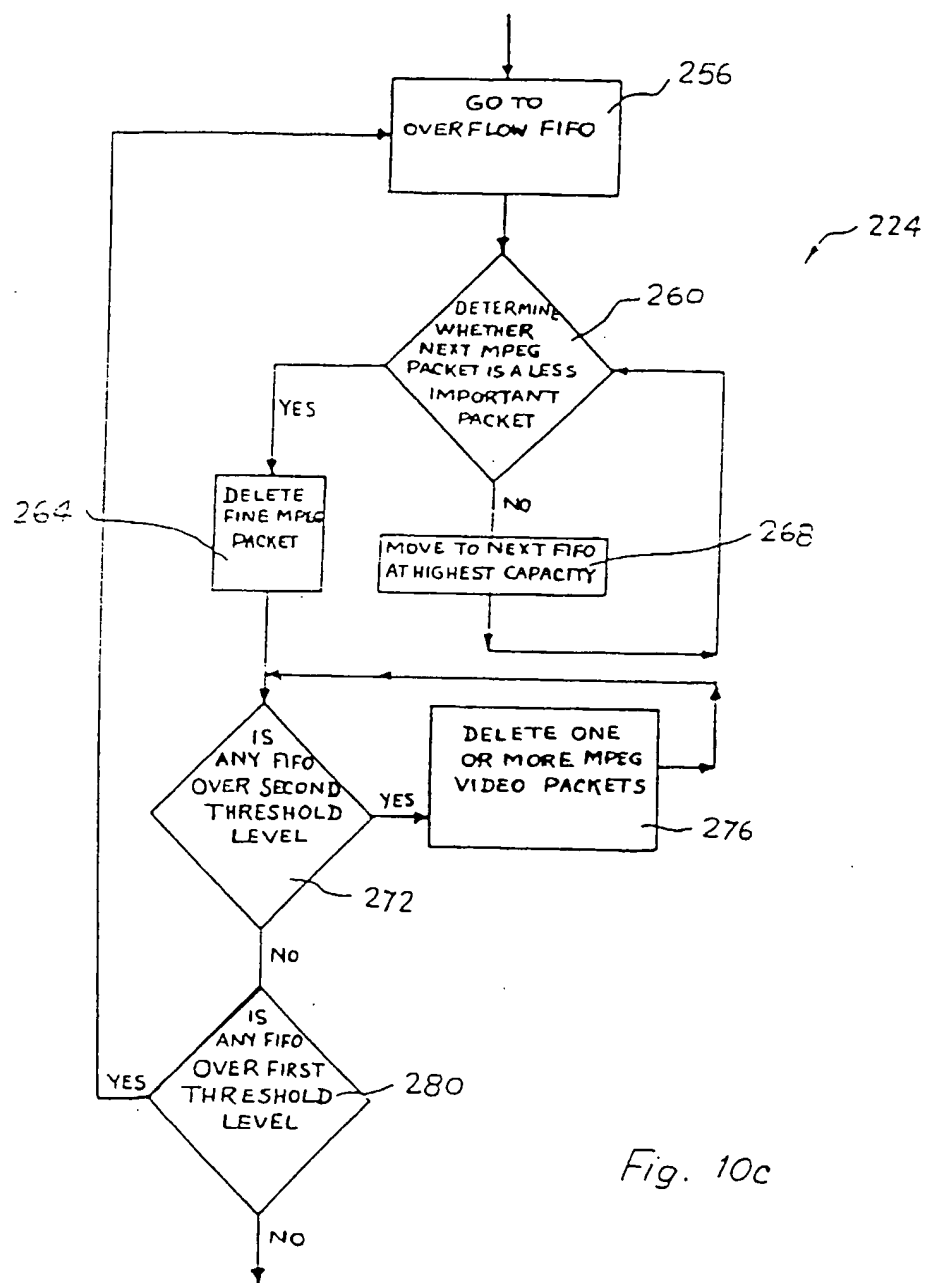 256
GO TO
OVERFLOW FIFO
224
260
DETERMINE
WHETHER
NEXT MPEG
PACKET IS A LESS
IMPORTANT
PACKET
YES
NO
264
DELETE
FINE MPEG
PACKET
268
MOVE TO NEXT FIFO
AT HIGHEST CAPACITY
IS
ANY FIFO
OVER SECOND
THRESHOLD
LEVEL
YES
DELETE ONE
OR MORE MPEG
VIDEO PACKETS
276
272
NO
IS
ANY FIFO
OVER FIRST
THRESHOLD
LEVEL
YES
280
NO
Fig. 10c